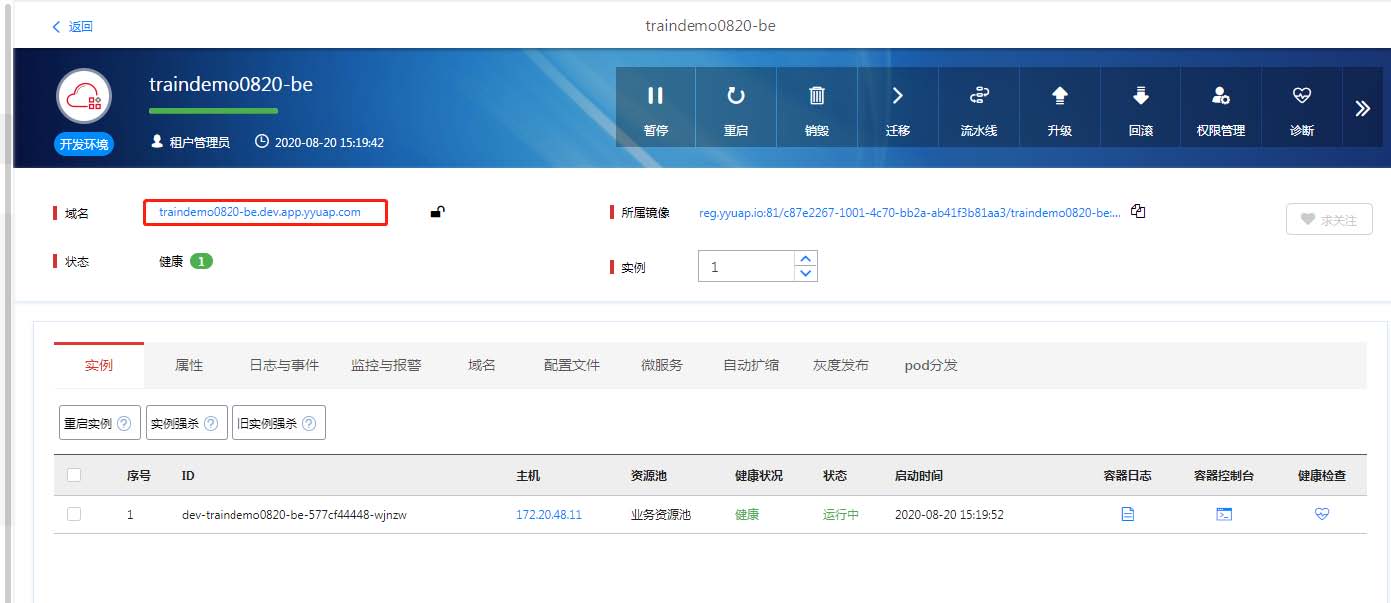 返回
traindemo0820-be
traindemo0820-be
开发环境
租户管理员 2020-08-20 15:19:42
暂停 重启 销毁 迁移 流水线 升级 回滚 权限管理 诊断
域名 traindemo0820-be.dev.app.yyuap.com 所属镜像 reg.yyuap.io:81/c87e2267-1001-4c70-bb2a-ab41f3b81aa3/traindemo0820-be:... 求关注
状态 健康 1 实例 1
实例 属性 日志与事件 监控与报警 域名 配置文件 微服务 自动扩缩 灰度发布 pod分发
重启实例 ? 实例强杀 ? 旧实例强杀 ?
序号 ID 主机 资源池 健康状况 状态 启动时间 容器日志 容器控制台 健康检查
1 dev-traindemo0820-be-577cf44448-wjnzw 172.20.48.11 业务资源池 健康 运行中 2020-08-20 15:19:52